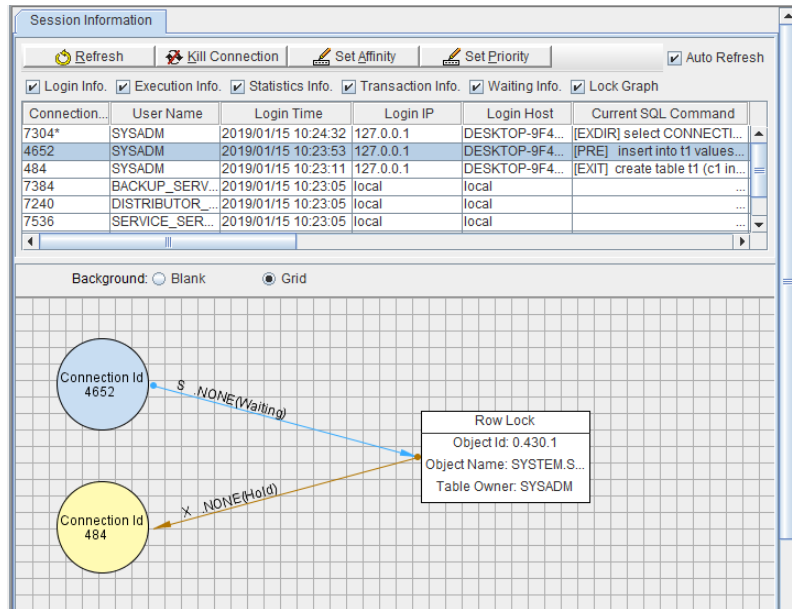 Session Information
Refresh Kill Connection Set Affinity Set Priority Auto Refresh
Login Info. Execution Info. Statistics Info. Transaction Info. Waiting Info. Lock Graph
Connection... User Name Login Time Login IP Login Host Current SQL Command
7304* SYSADM 2019/01/15 10:24:32 127.0.0.1 DESKTOP-9F4... [EXDIR] select CONNECTI...
4652 SYSADM 2019/01/15 10:23:53 127.0.0.1 DESKTOP-9F4... [PRE] insert into t1 values...
484 SYSADM 2019/01/15 10:23:11 127.0.0.1 DESKTOP-9F4... [EXIT] create table t1 (c1 in...
7384 BACKUP_SERV... 2019/01/15 10:23:05 local local ...
7240 DISTRIBUTOR_... 2019/01/15 10:23:05 local local ...
7536 SERVICE_SER... 2019/01/15 10:23:05 local local ...
Background: Blank Grid
Connection Id
4652
S .NONE(Waiting)
Row Lock
Object Id: 0.430.1
Object Name: SYSTEM.S...
Table Owner: SYSADM
X .NONE(Hold)
Connection Id
484